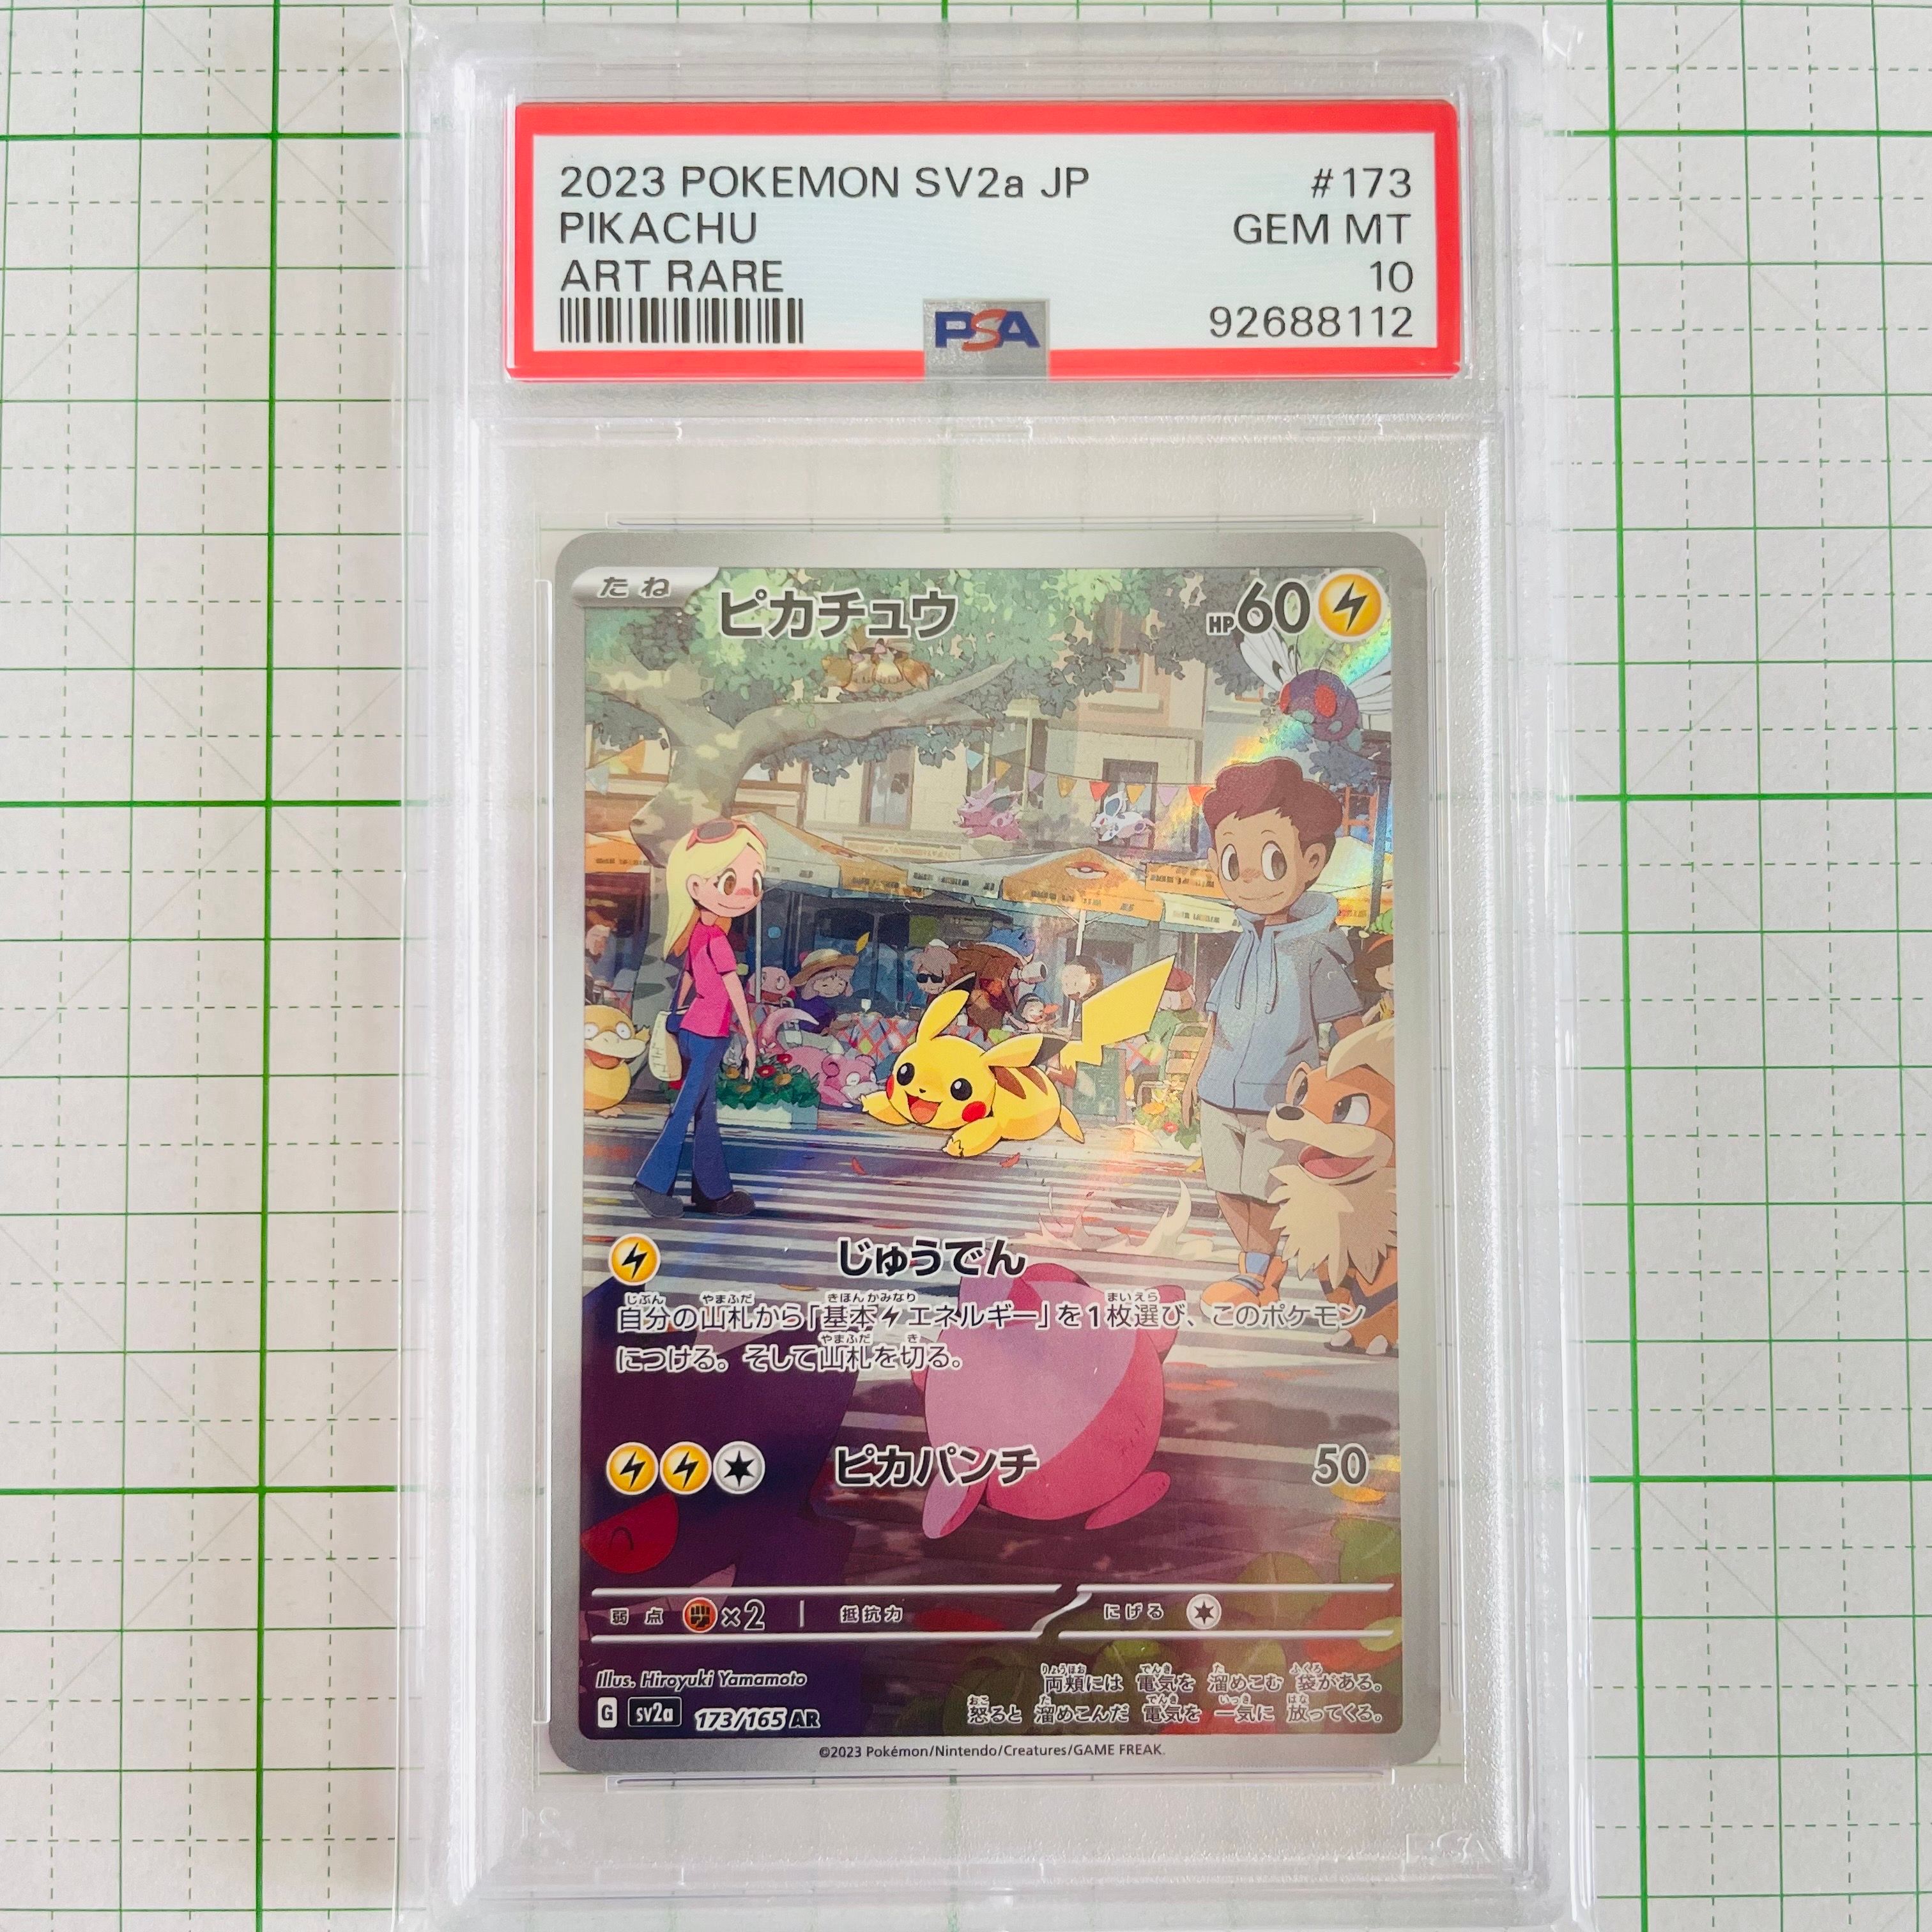 2023 POKEMON SV2a JP #173
PIKACHU GEM MT
ART RARE 10
PSA 92688112
たね ピカチュウ HP60
じゅうでん
自分の山札から「基本エネルギー」を1枚選び、このポケモン
につける。そして山札を切る。
ピカパンチ 50
弱点 ×2 抵抗力 にげる
Illus. Hiroyuki Yamamoto
G sv2a 173/165 AR
両頬には 電気を 溜めこむ 袋がある。
怒ると 溜めこんだ 電気を 一気に 放ってくる。
©2023 Pokémon/Nintendo/Creatures/GAME FREAK.